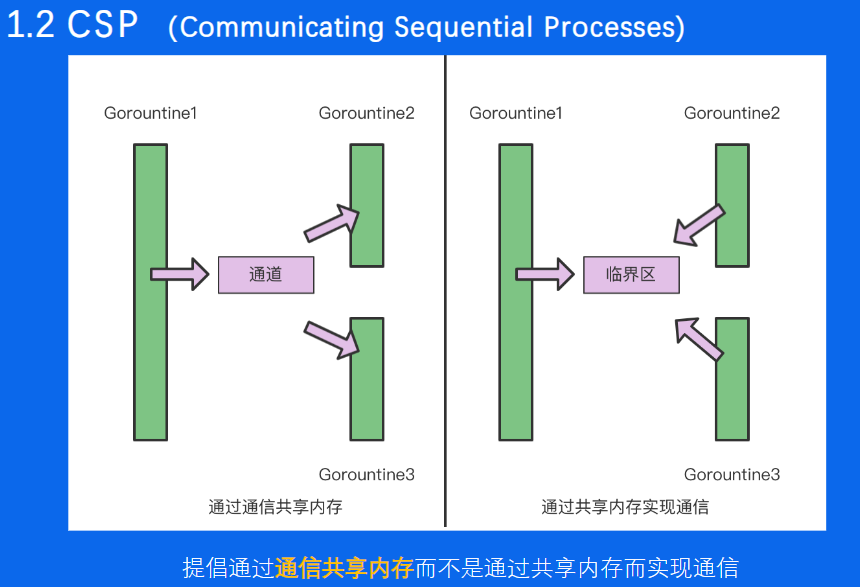 1.2 CSP (Communicating Sequential Processes)
Gorountine1
Gorountine2
通道
Gorountine3
通过通信共享内存
Gorountine1
Gorountine2
临界区
Gorountine3
通过共享内存实现通信
提倡通过通信共享内存而不是通过共享内存而实现通信